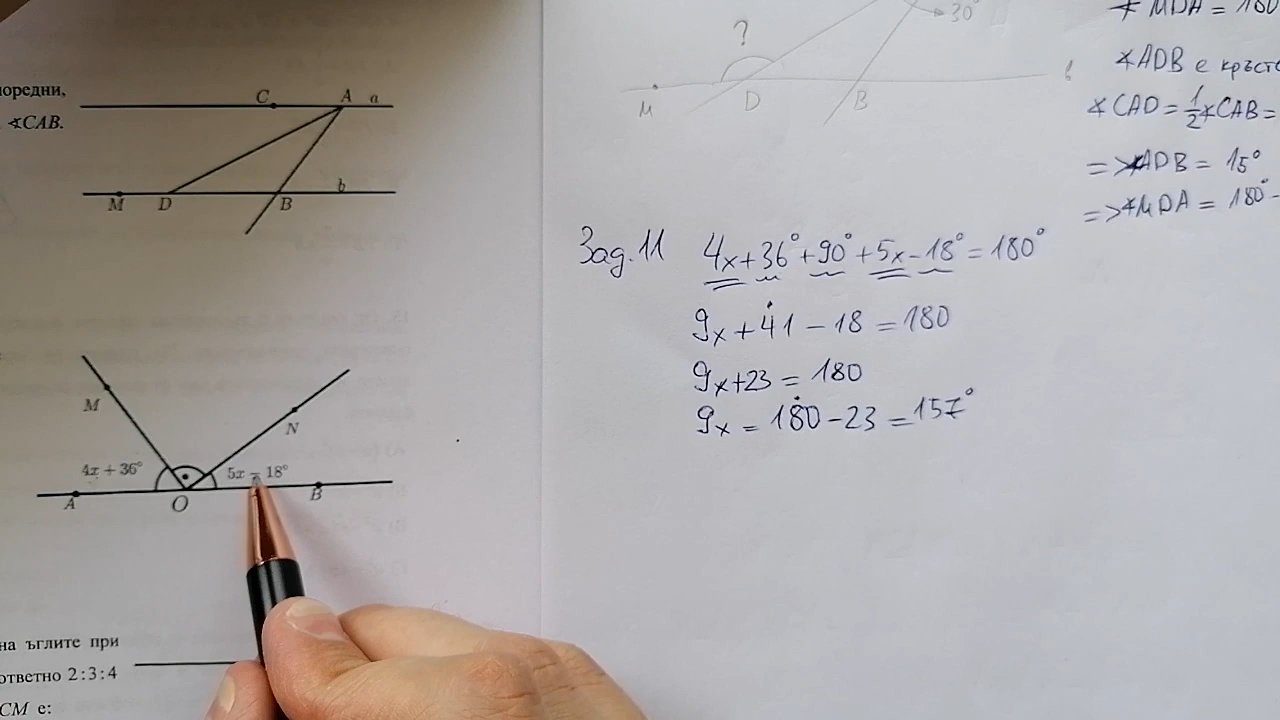 поредни,
∢CAB.
C A a
M D B b
M
N
4x + 36°
5x − 18°
A O B
на ъглите при
ответно 2:3:4
CM е:
30°
?
M D B
∢MDA = 180
∢ADB е кръсто
∢CAD = 1/2∢CAB =
=> ∢ADB = 15°
=> ∢MDA = 180° -
Зад. 11 4x + 36° + 90° + 5x - 18° = 180°
9x + 41 - 18 = 180
9x + 23 = 180
9x = 180 - 23 = 157°